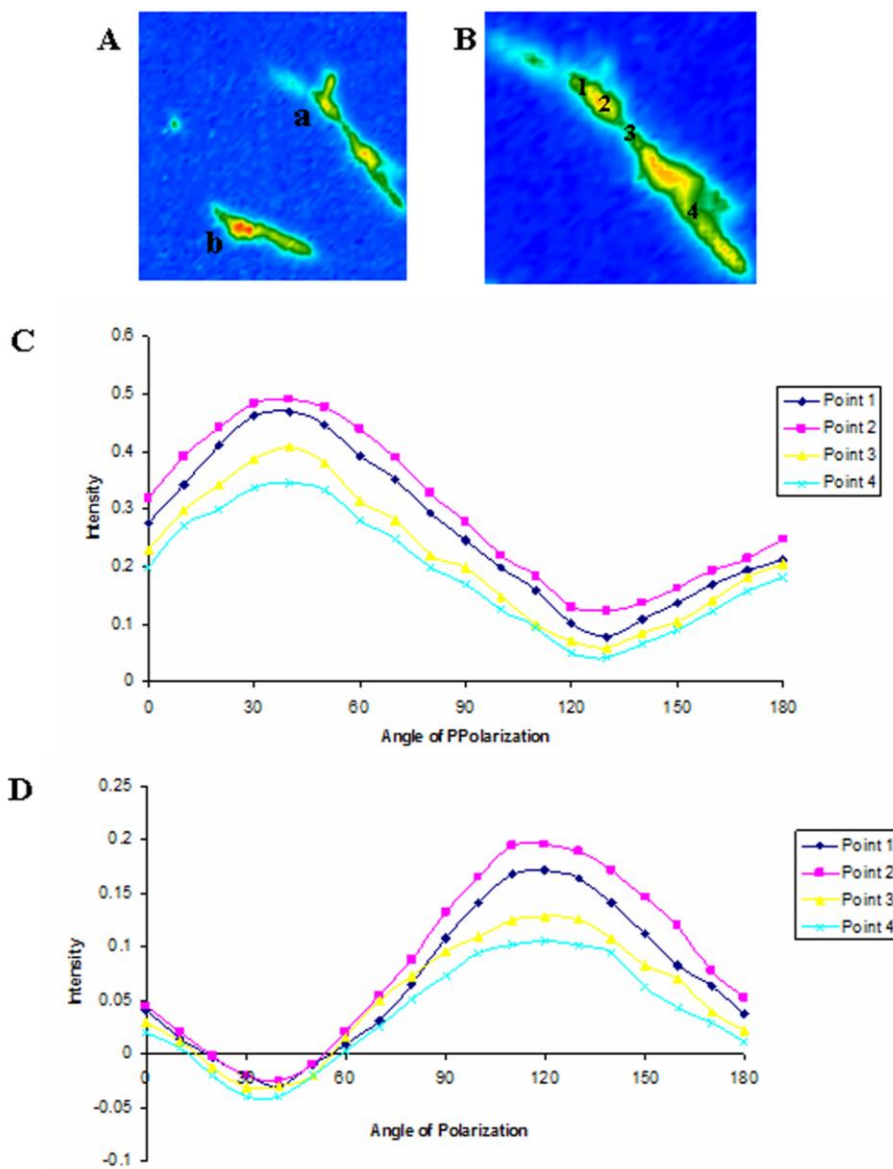 A
B
a
b
1
2
3
4
C
0.6
0.5
0.4
0.3
0.2
0.1
0
Intensity
0 30 60 90 120 150 180
Angle of PPolarization
Point 1
Point 2
Point 3
Point 4
D
0.25
0.2
0.15
0.1
0.05
0
-0.05
-0.1
Intensity
0 30 60 90 120 150 180
Angle of Polarization
Point 1
Point 2
Point 3
Point 4